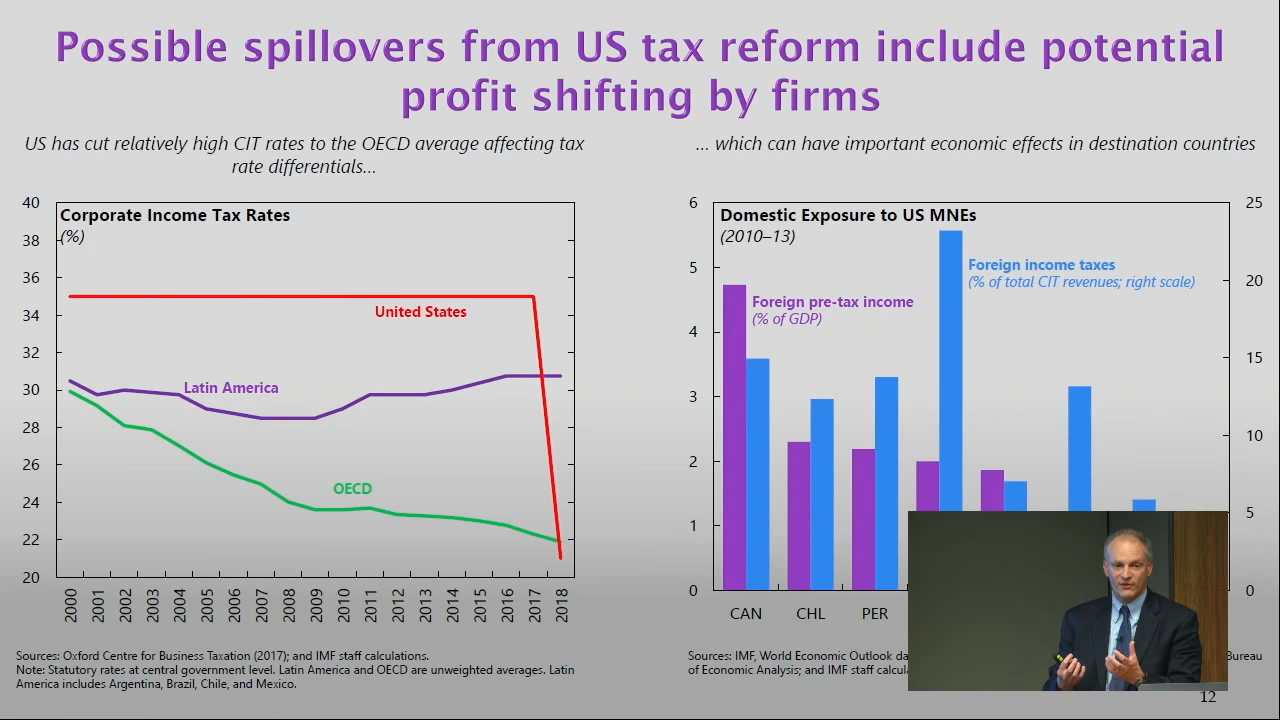 Possible spillovers from US tax reform include potential
profit shifting by firms
US has cut relatively high CIT rates to the OECD average affecting tax
rate differentials...
... which can have important economic effects in destination countries
40
38
36
34
32
30
28
26
24
22
20
Corporate Income Tax Rates
(%)
United States
Latin America
OECD
2000
2001
2002
2003
2004
2005
2006
2007
2008
2009
2010
2011
2012
2013
2014
2015
2016
2017
2018
Sources: Oxford Centre for Business Taxation (2017); and IMF staff calculations.
Note: Statutory rates at central government level. Latin America and OECD are unweighted averages. Latin
America includes Argentina, Brazil, Chile, and Mexico.
6
5
4
3
2
1
0
Domestic Exposure to US MNEs
(2010–13)
Foreign income taxes
(% of total CIT revenues; right scale)
Foreign pre-tax income
(% of GDP)
25
20
15
10
5
0
CAN
CHL
PER
Sources: IMF, World Economic Outlook Bureau
of Economic Analysis; and IMF staff
12